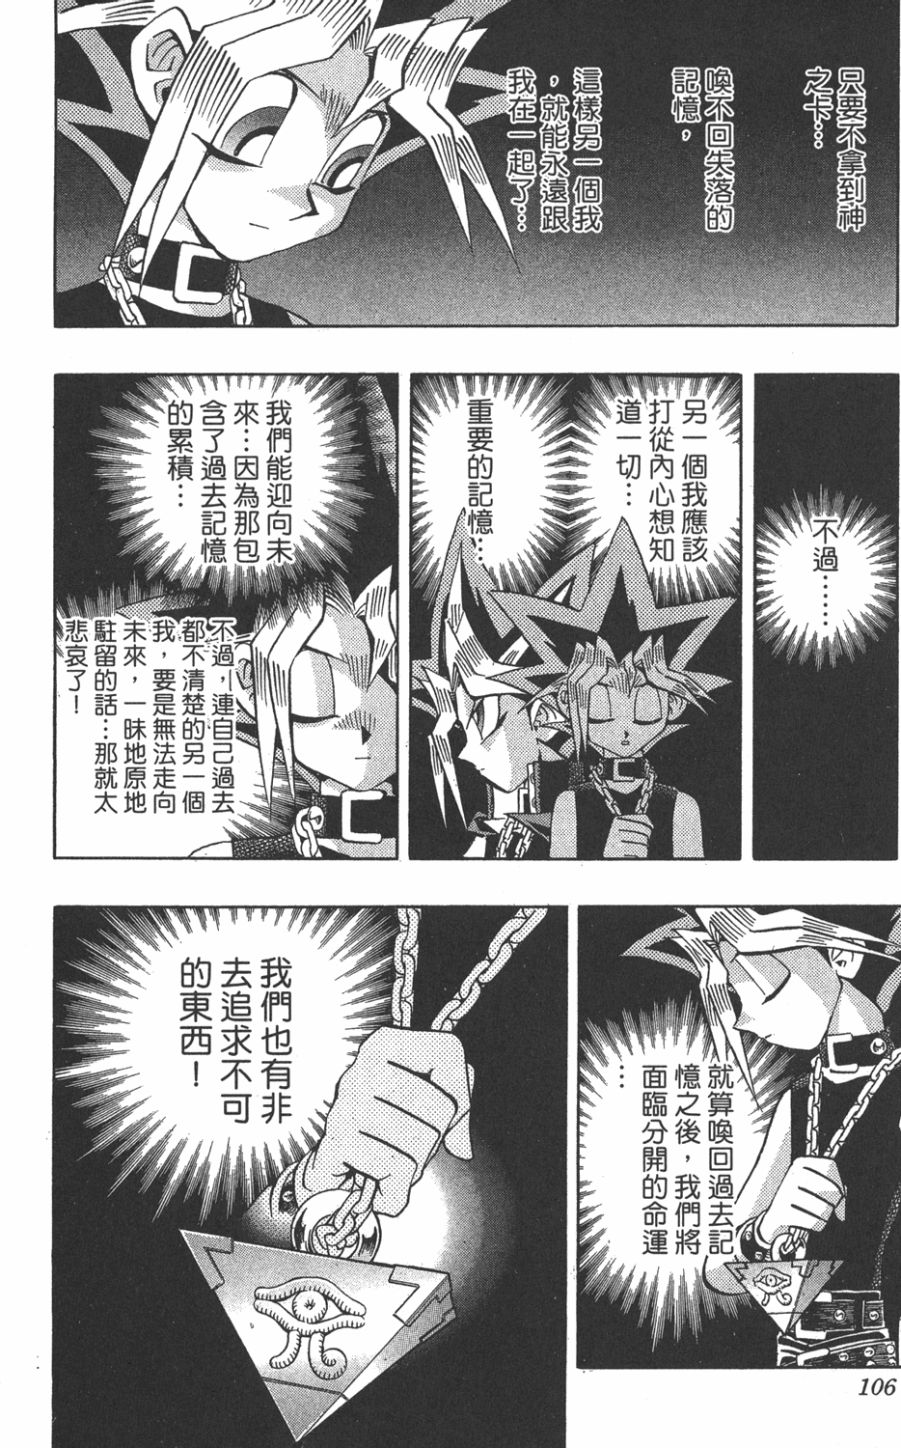 只要不拿到神
之卡…
喚不回失落的
記憶，
這樣另一個我
，就能永遠跟
我在一起了…
不過……
另一個我應該
打從內心想知
道一切…
重要的記憶…
我們能迎向未
來…因為那包
含了過去記憶
的累積…
不過，連自己過去
都不清楚的另一個
我，要是無法走向
未來，一昧地原地
駐留的話…那就太
悲哀了！
就算喚回過去記
憶之後，我們將
面臨分開的命運
…
我們也有非
去追求不可
的東西！
106